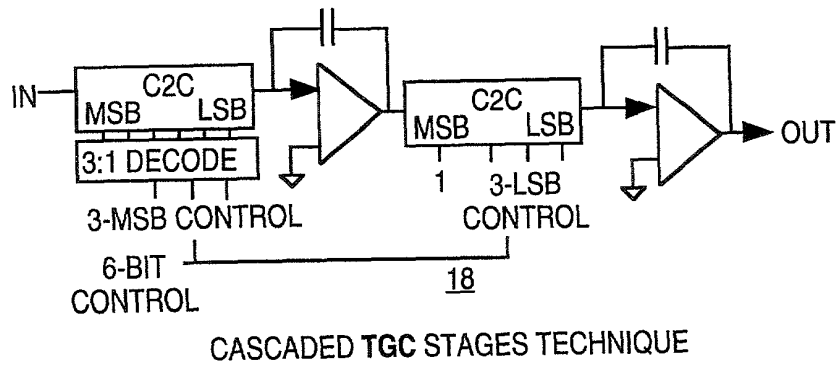 IN
C2C
MSB LSB
3:1 DECODE
3-MSB CONTROL
6-BIT
CONTROL
C2C
MSB LSB
1 3-LSB
CONTROL
OUT
18
CASCADED TGC STAGES TECHNIQUE